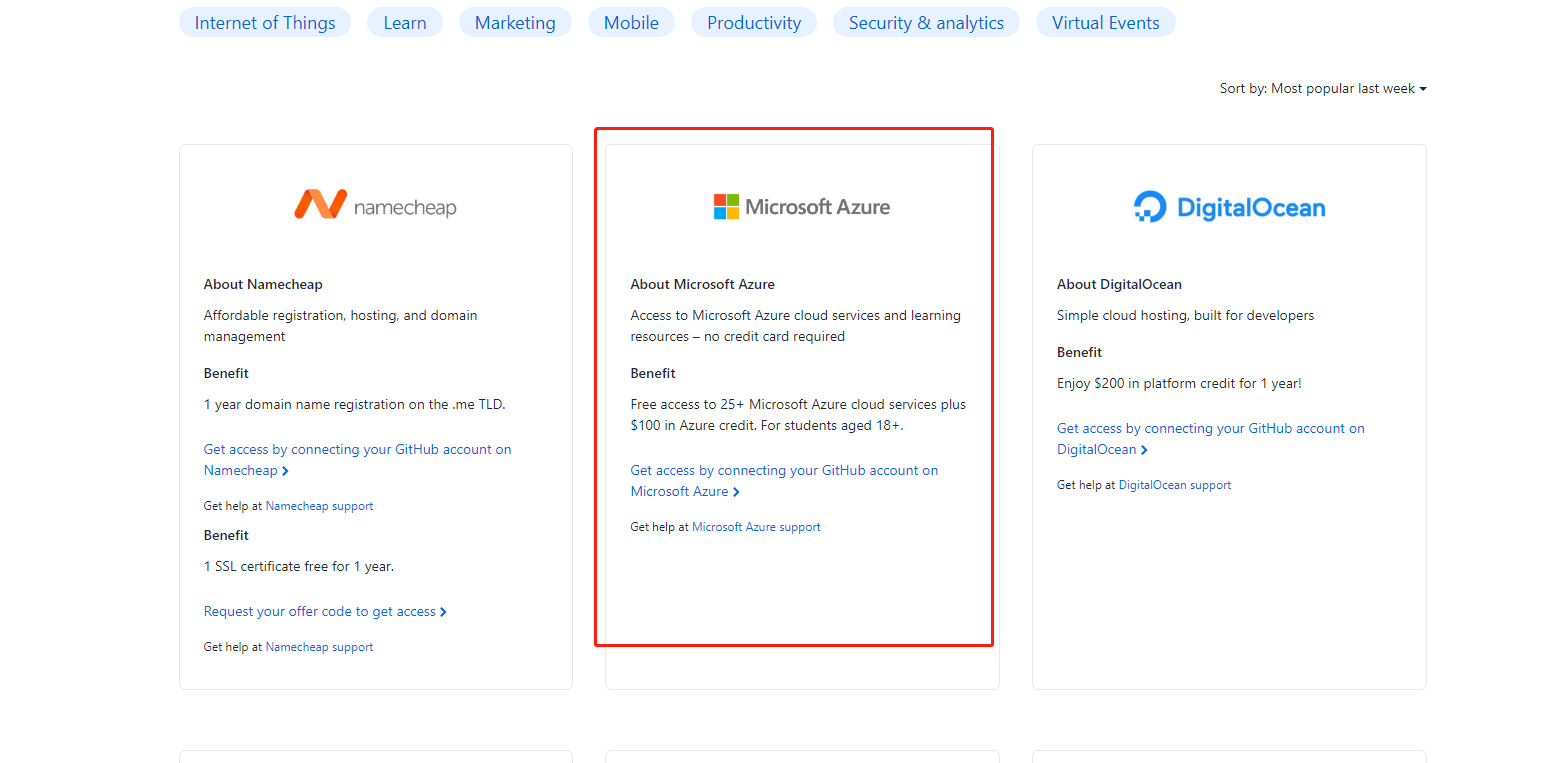 Internet of Things
Learn
Marketing
Mobile
Productivity
Security & analytics
Virtual Events
Sort by: Most popular last week
namecheap
About Namecheap
Affordable registration, hosting, and domain
management
Benefit
1 year domain name registration on the .me TLD.
Get access by connecting your GitHub account on
Namecheap
Get help at Namecheap support
Benefit
1 SSL certificate free for 1 year.
Request your offer code to get access
Get help at Namecheap support
Microsoft Azure
About Microsoft Azure
Access to Microsoft Azure cloud services and learning
resources – no credit card required
Benefit
Free access to 25+ Microsoft Azure cloud services plus
$100 in Azure credit. For students aged 18+.
Get access by connecting your GitHub account on
Microsoft Azure
Get help at Microsoft Azure support
DigitalOcean
About DigitalOcean
Simple cloud hosting, built for developers
Benefit
Enjoy $200 in platform credit for 1 year!
Get access by connecting your GitHub account on
DigitalOcean
Get help at DigitalOcean support